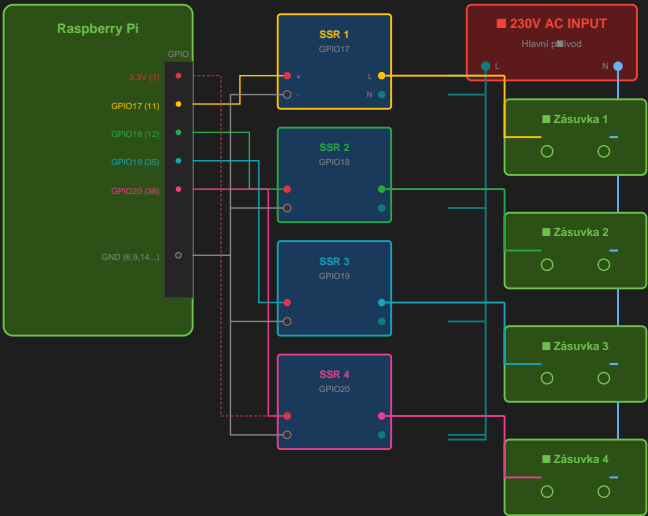 Raspberry Pi
GPIO
3.3V (1)
GPIO17 (11)
GPIO18 (12)
GPIO19 (35)
GPIO20 (38)
GND (6,9,14...)
SSR 1
GPIO17
+
-
L
N
SSR 2
GPIO18
SSR 3
GPIO19
SSR 4
GPIO20
■ 230V AC INPUT
Hlavní p■ívod
L
N
■ Zásuvka 1
■ Zásuvka 2
■ Zásuvka 3
■ Zásuvka 4